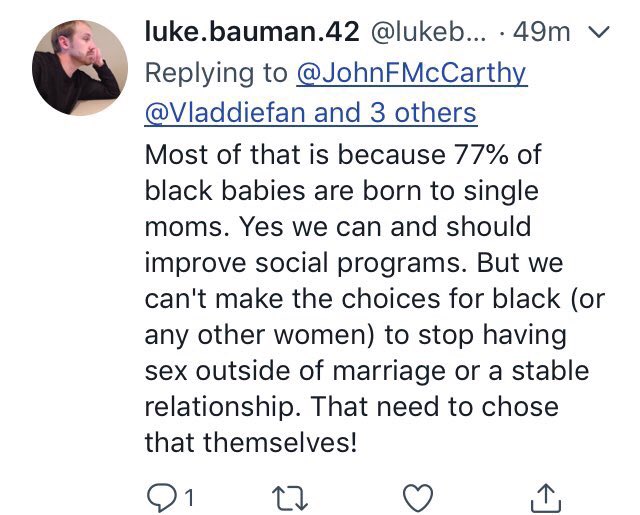 luke.bauman.42 @lukeb... · 49m
Replying to @JohnFMcCarthy
@Vladdiefan and 3 others
Most of that is because 77% of
black babies are born to single
moms. Yes we can and should
improve social programs. But we
can't make the choices for black (or
any other women) to stop having
sex outside of marriage or a stable
relationship. That need to chose
that themselves!
1